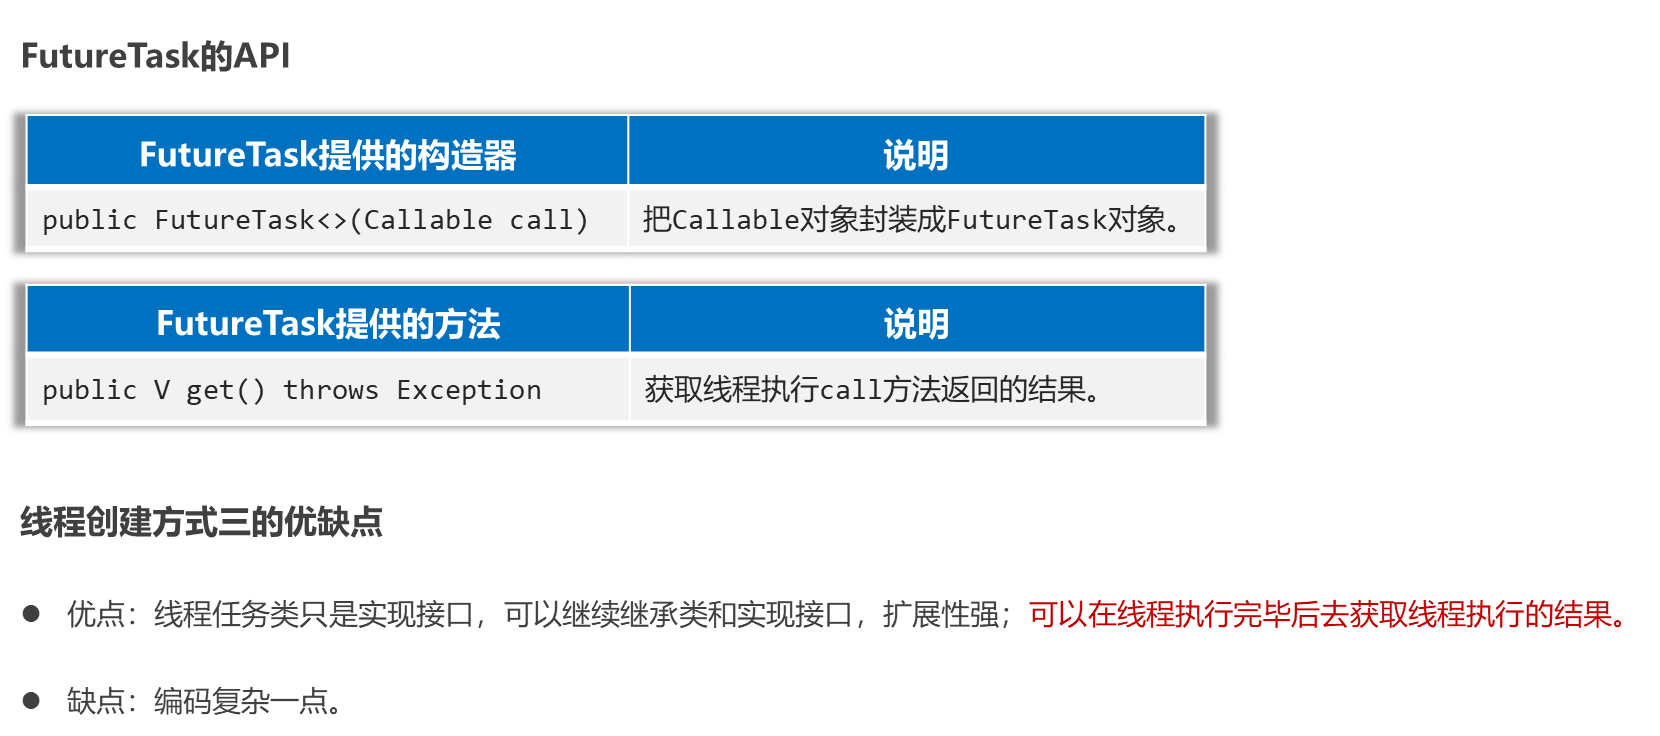 FutureTask的API
FutureTask提供的构造器 说明
public FutureTask<>(Callable call) 把Callable对象封装成FutureTask对象。
FutureTask提供的方法 说明
public V get() throws Exception 获取线程执行call方法返回的结果。
线程创建方式三的优缺点
● 优点：线程任务类只是实现接口，可以继续继承类和实现接口，扩展性强；可以在线程执行完毕后去获取线程执行的结果。
● 缺点：编码复杂一点。